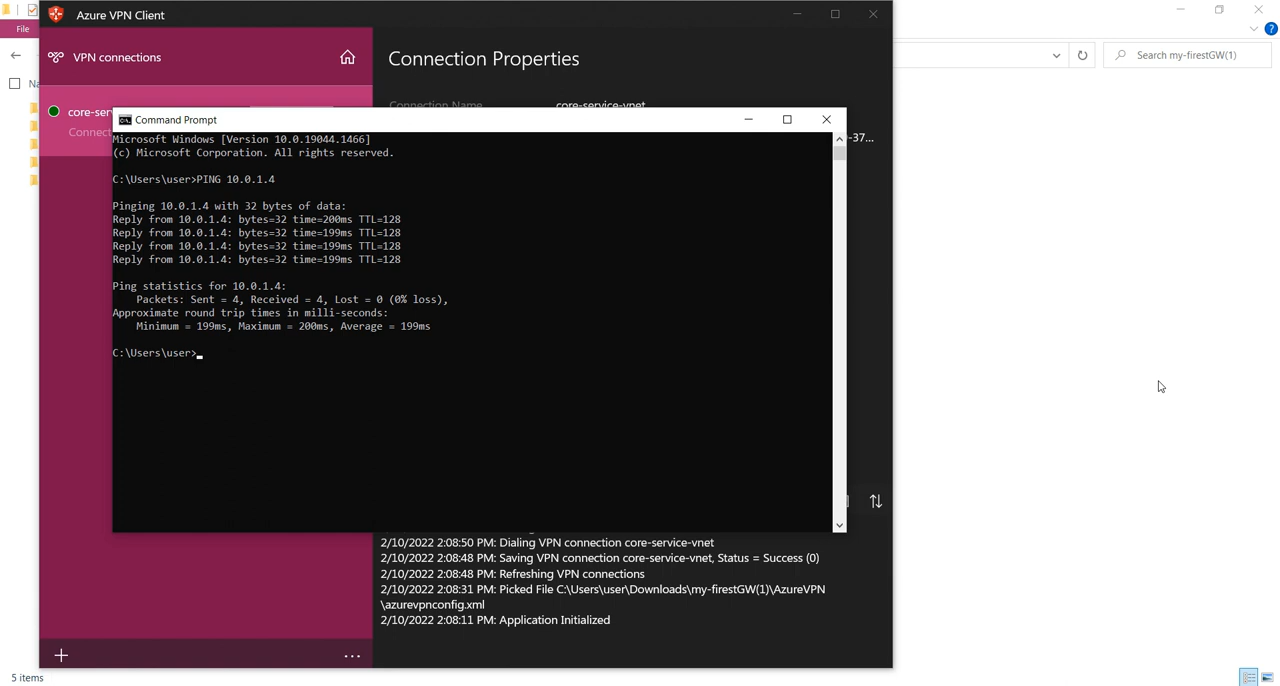 Azure VPN Client
File
VPN connections
Connection Properties
Search my-firestGW(1)
Na
Connection Name
core-service-vnet
core-ser
Connect
-37...
Command Prompt
Microsoft Windows [Version 10.0.19044.1466]
(c) Microsoft Corporation. All rights reserved.
C:\Users\user>PING 10.0.1.4
Pinging 10.0.1.4 with 32 bytes of data:
Reply from 10.0.1.4: bytes=32 time=200ms TTL=128
Reply from 10.0.1.4: bytes=32 time=199ms TTL=128
Reply from 10.0.1.4: bytes=32 time=199ms TTL=128
Reply from 10.0.1.4: bytes=32 time=199ms TTL=128
Ping statistics for 10.0.1.4:
Packets: Sent = 4, Received = 4, Lost = 0 (0% loss),
Approximate round trip times in milli-seconds:
Minimum = 199ms, Maximum = 200ms, Average = 199ms
C:\Users\user>
2/10/2022 2:08:50 PM: Dialing VPN connection core-service-vnet
2/10/2022 2:08:48 PM: Saving VPN connection core-service-vnet, Status = Success (0)
2/10/2022 2:08:48 PM: Refreshing VPN connections
2/10/2022 2:08:31 PM: Picked File C:\Users\user\Downloads\my-firestGW(1)\AzureVPN
\azurevpnconfig.xml
2/10/2022 2:08:11 PM: Application Initialized
5 items